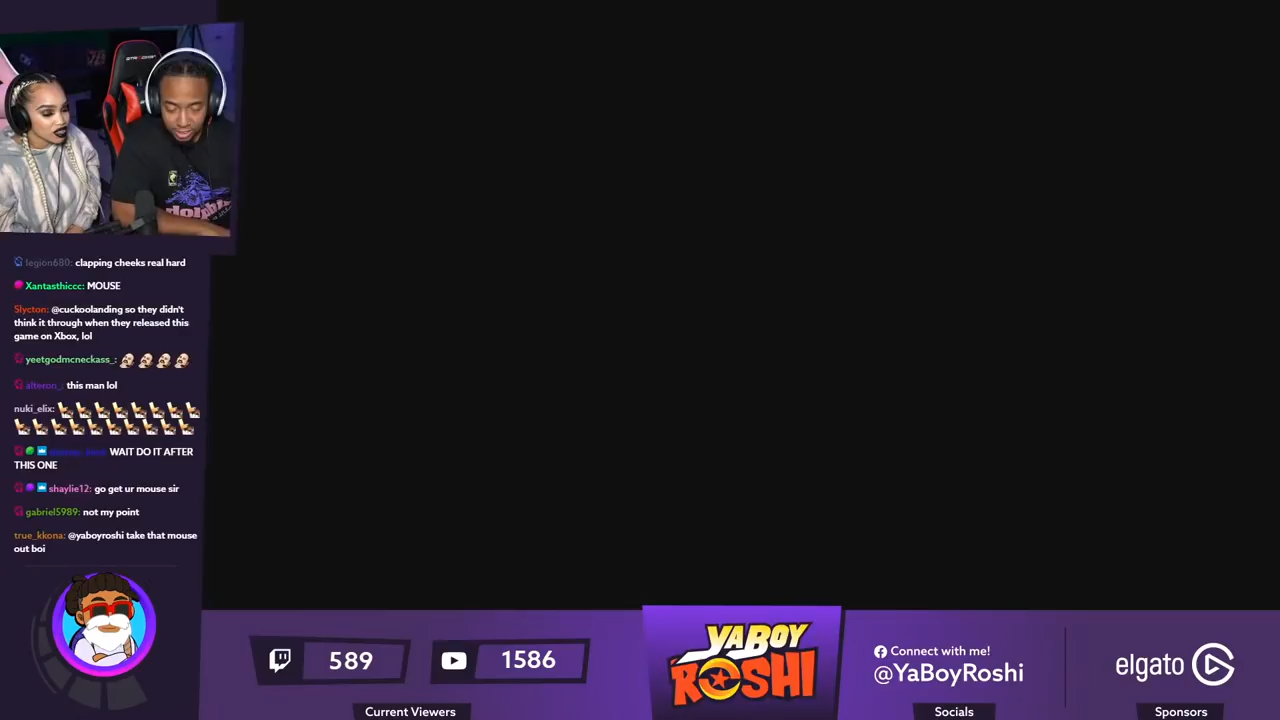 legion680: clapping cheeks real hard
Xantasthiccc: MOUSE
Slycton: @cuckoolanding so they didn't
think it through when they released this
game on Xbox, lol
yeetgodmcneckass_:
alteron_: this man lol
nuki_elix:
WAIT DO IT AFTER
THIS ONE
shaylie12: go get ur mouse sir
gabriel5989: not my point
true_kkona: @yaboyroshi take that mouse
out boi
589
1586
Current Viewers
YABOY
ROSHI
Connect with me!
@YaBoyRoshi
Socials
elgato
Sponsors